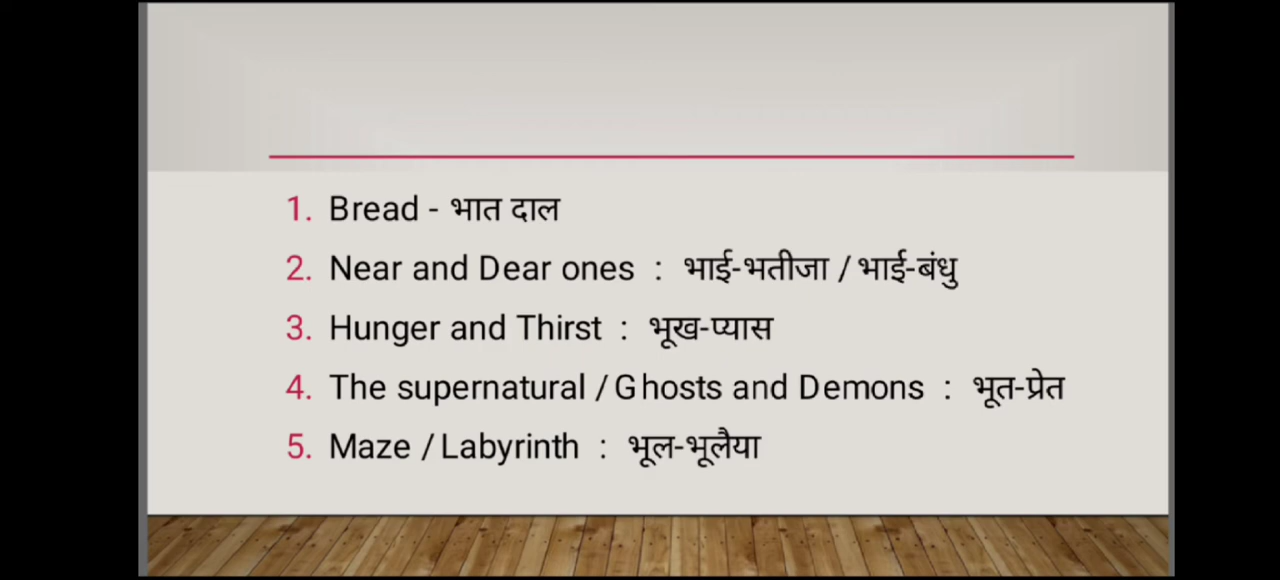 1. Bread - भात दाल
2. Near and Dear ones : भाई-भतीजा / भाई-बंधु
3. Hunger and Thirst : भूख-प्यास
4. The supernatural / Ghosts and Demons : भूत-प्रेत
5. Maze / Labyrinth : भूल-भूलैया